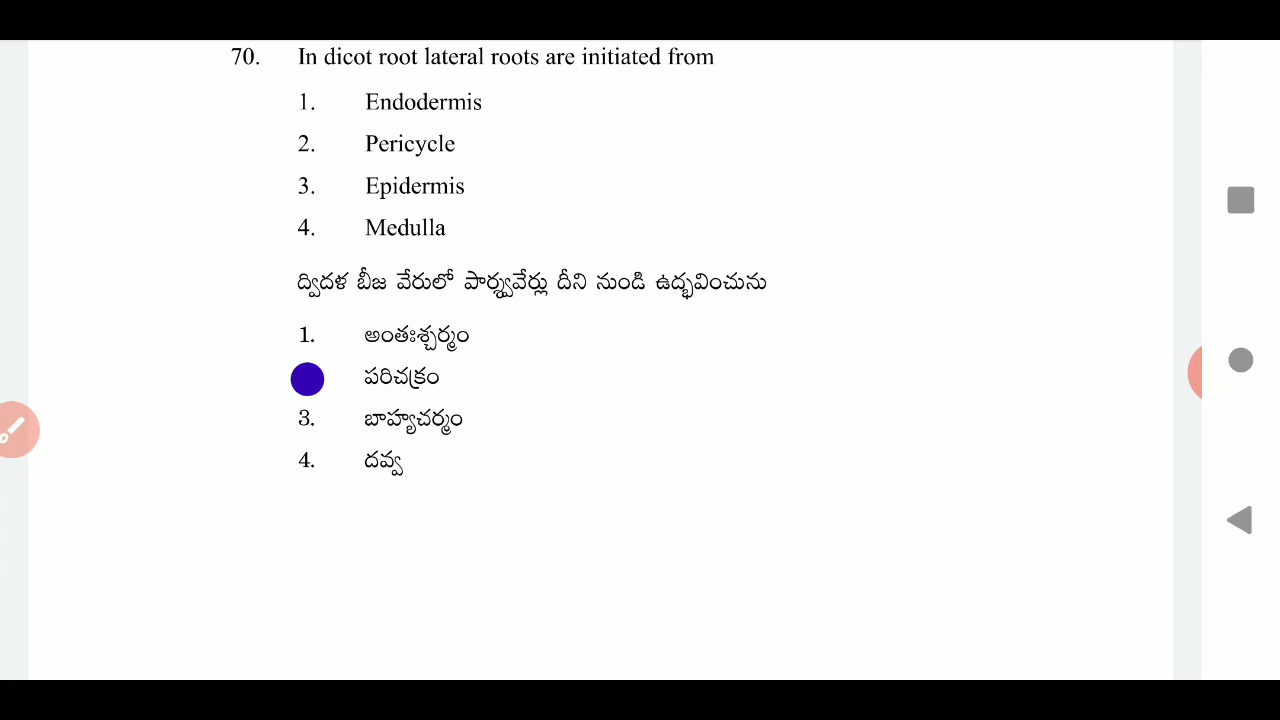 70. In dicot root lateral roots are initiated from
1. Endodermis
2. Pericycle
3. Epidermis
4. Medulla
ద్విదళ బీజ వేరులో పార్శ్వవేర్లు దీని నుండి ఉద్భవించును
1. అంతఃశ్చర్మం
పరిచక్రం
3. బాహ్యచర్మం
4. దవ్వ